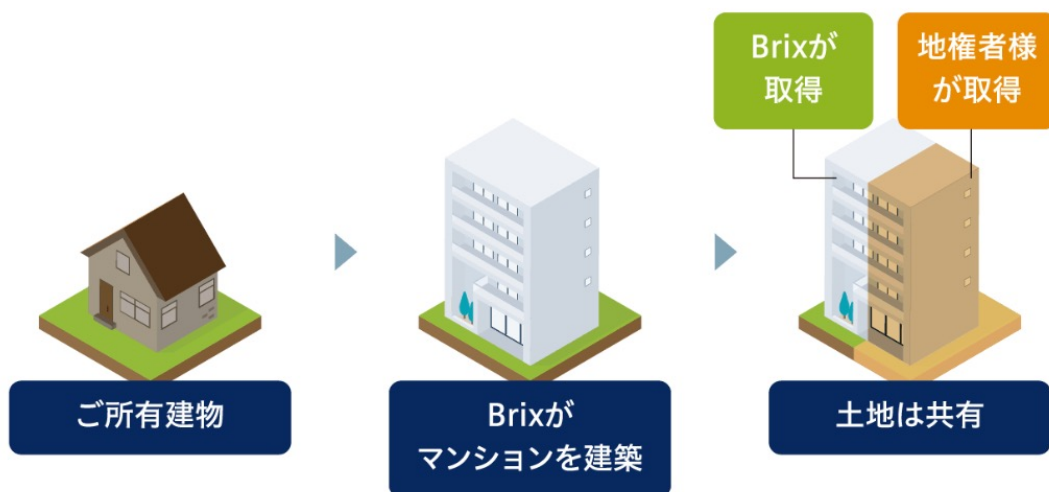 Brixが
取得
地権者様
が取得
ご所有建物
Brixが
マンションを建築
土地は共有